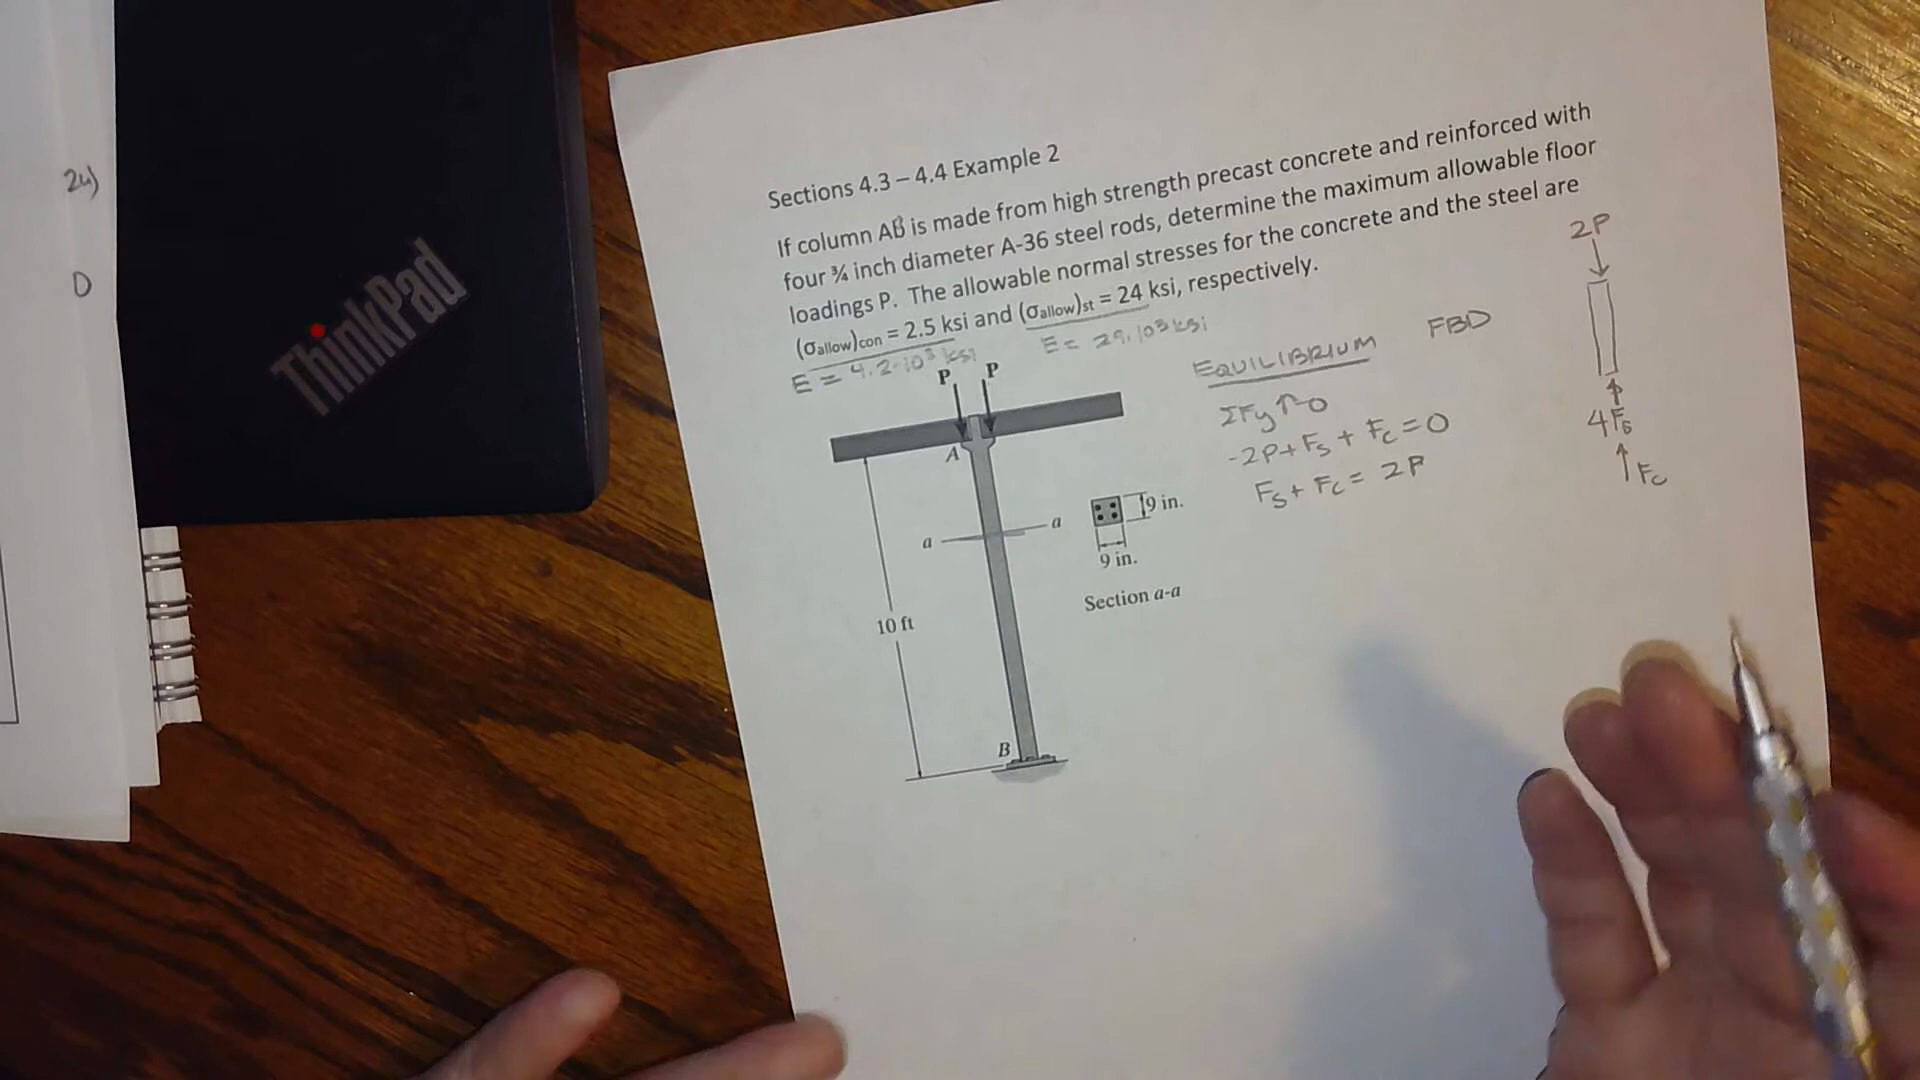 24)
D
ThinkPad
Sections 4.3 – 4.4 Example 2
If column AB is made from high strength precast concrete and reinforced with
four ¾ inch diameter A-36 steel rods, determine the maximum allowable floor
loadings P. The allowable normal stresses for the concrete and the steel are
(σallow)con = 2.5 ksi and (σallow)st = 24 ksi, respectively.
E = 4.2·10³ ksi
E = 29·10³ ksi
P P
A
a a
10 ft
B
9 in.
9 in.
Section a-a
EQUILIBRIUM
ΣFy ↑ 0
-2P + Fs + Fc = 0
Fs + Fc = 2P
FBD
2P
4Fs
Fc